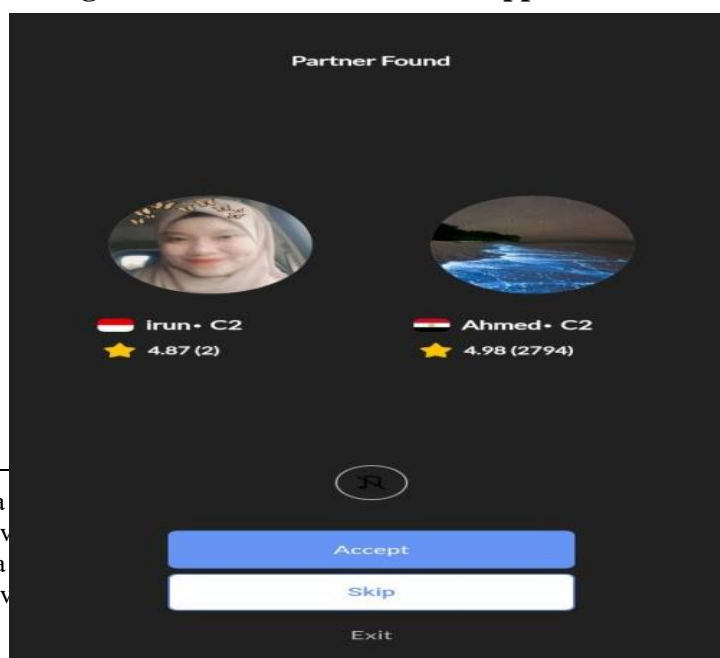 Partner Found
irun • C2
Ahmed • C2
4.87 (2)
4.98 (2794)
Accept
Skip
Exit